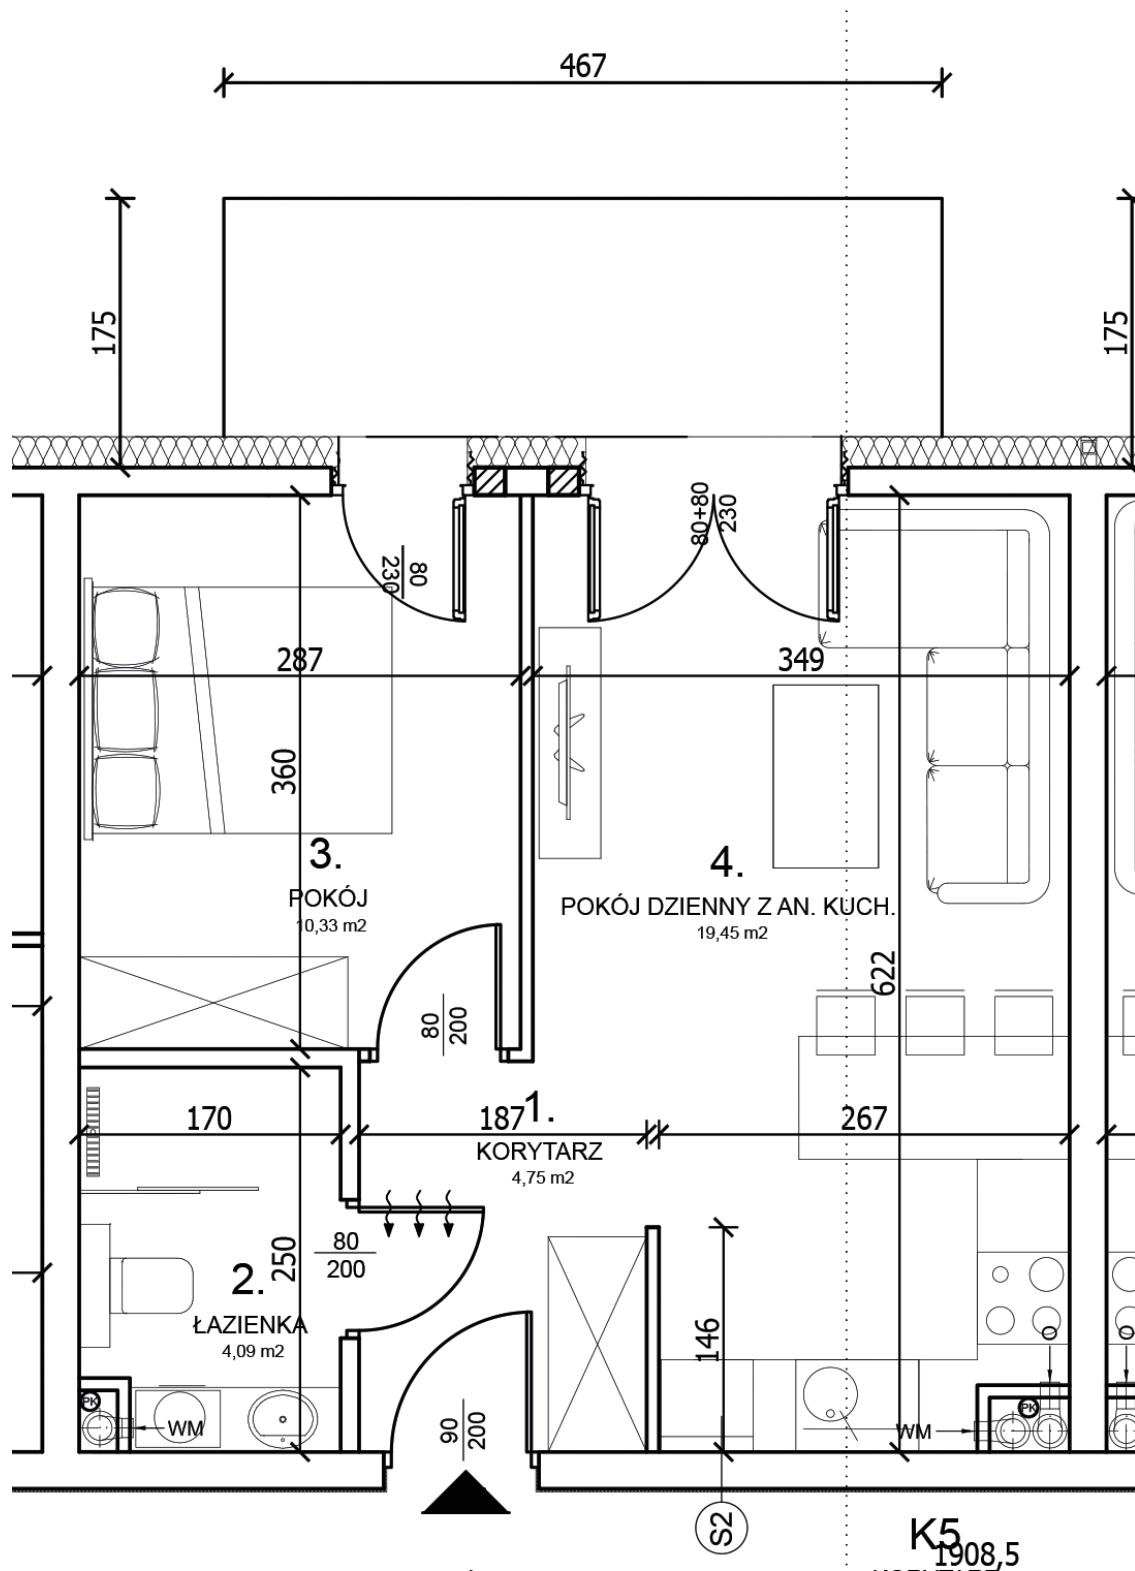 467
175
175
80+80
230
80
230
287
349
360
3.
POKÓJ
10,33 m2
4.
POKÓJ DZIENNY Z AN. KUCH.
19,45 m2
622
80
200
170
187
1.
267
KORYTARZ
4,75 m2
250
80
200
2.
ŁAZIENKA
4,09 m2
146
PK
WM
90
200
WM
PK
S2
K5
1908,5